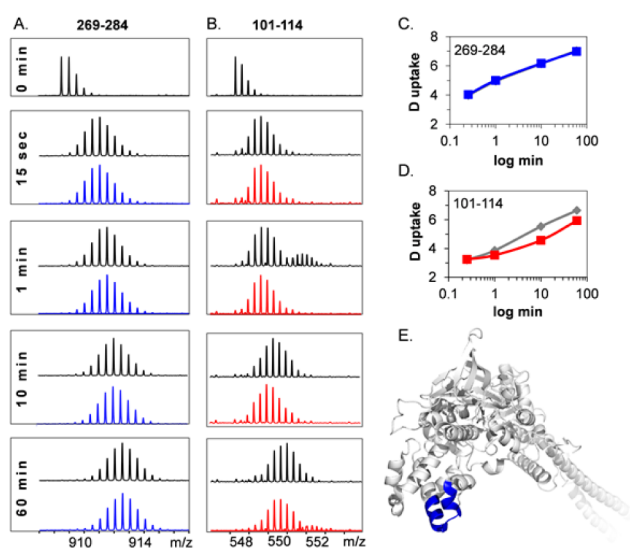 A. 269-284
B. 101-114
0 min
15 sec
1 min
10 min
60 min
910 914 m/z
548 550 552 m/z
C.
8
6
4
2
D uptake
269-284
0.1 1 10 100
log min
D.
8
6
4
2
D uptake
101-114
0.1 1 10 100
log min
E.